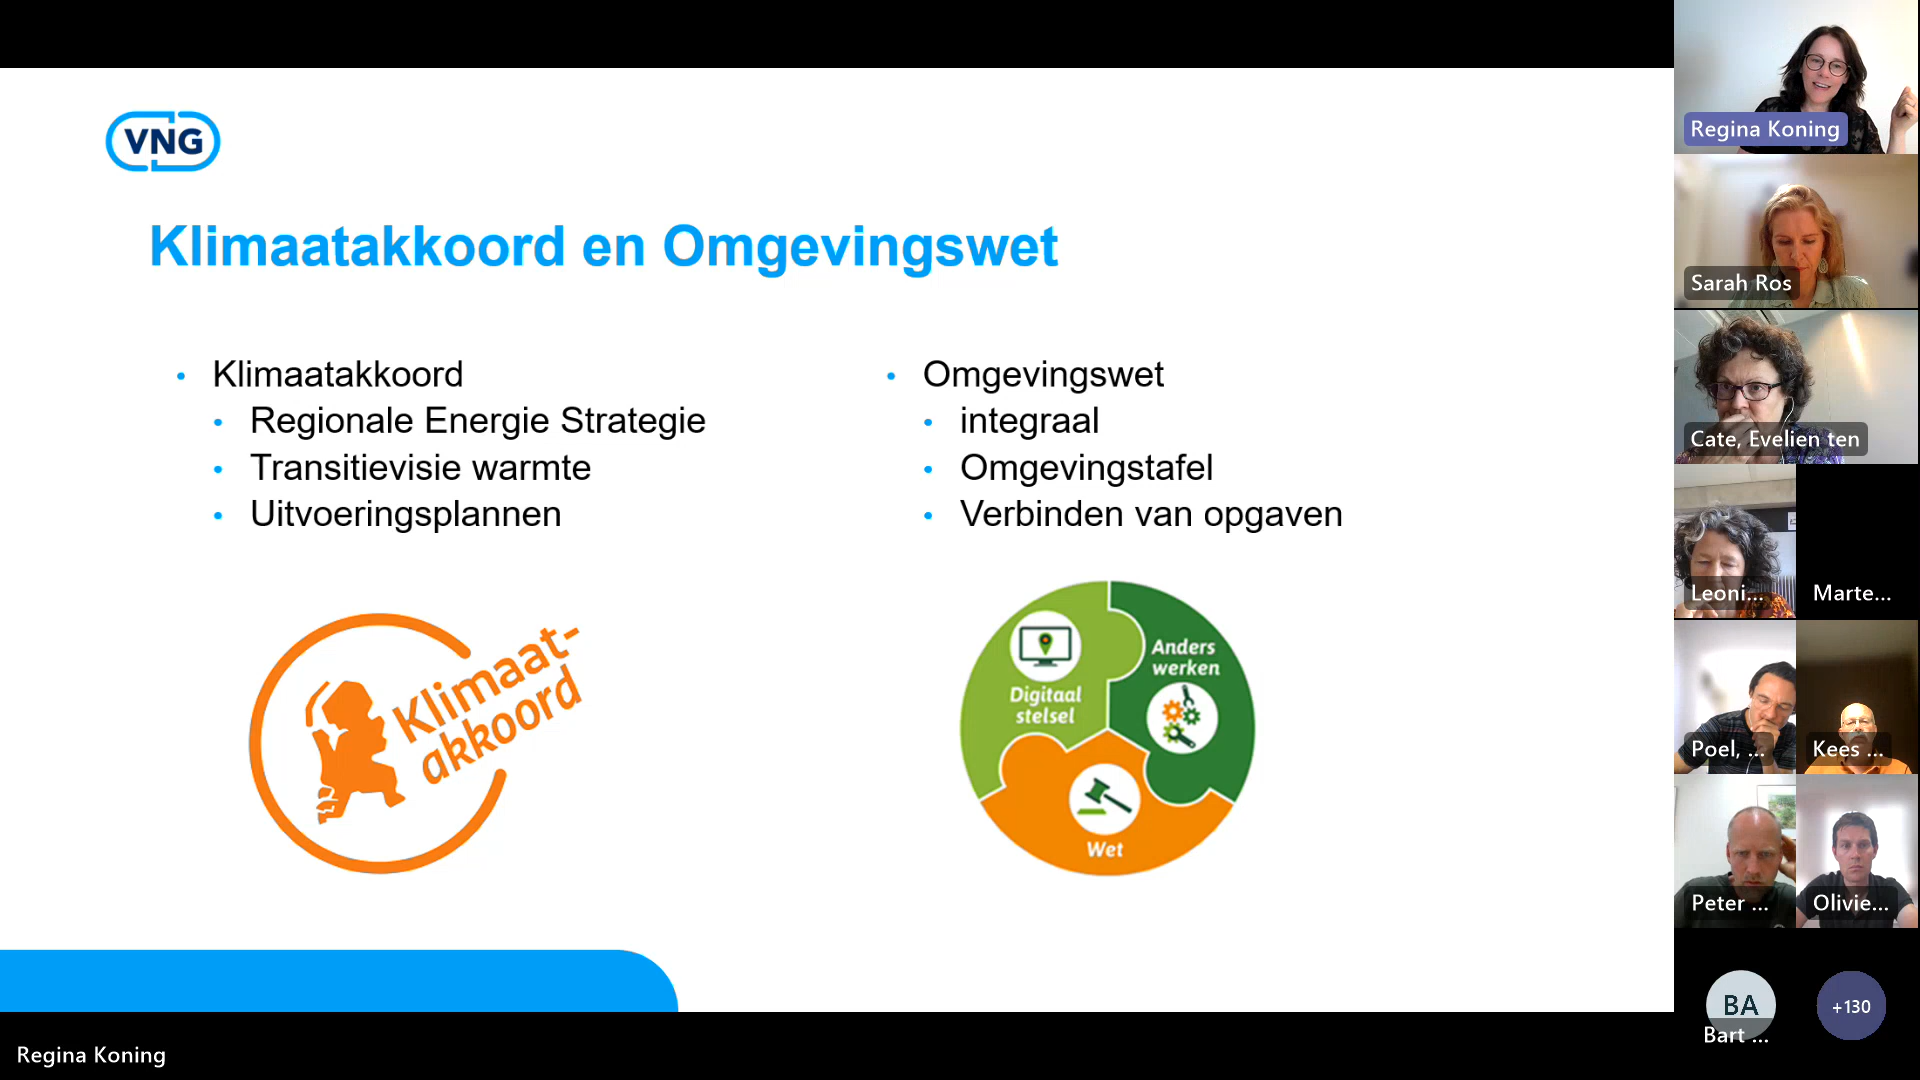 VNG
Klimaatakkoord en Omgevingswet
• Klimaatakkoord
• Regionale Energie Strategie
• Transitievisie warmte
• Uitvoeringsplannen
• Omgevingswet
• integraal
• Omgevingstafel
• Verbinden van opgaven
Klimaat-
akkoord
Digitaal
stelsel
Anders
werken
Wet
Regina Koning
Sarah Ros
Cate, Evelien ten
Leoni...
Marte...
Poel, ...
Kees ...
Peter ...
Olivie...
BA
Bart ...
+130
Regina Koning